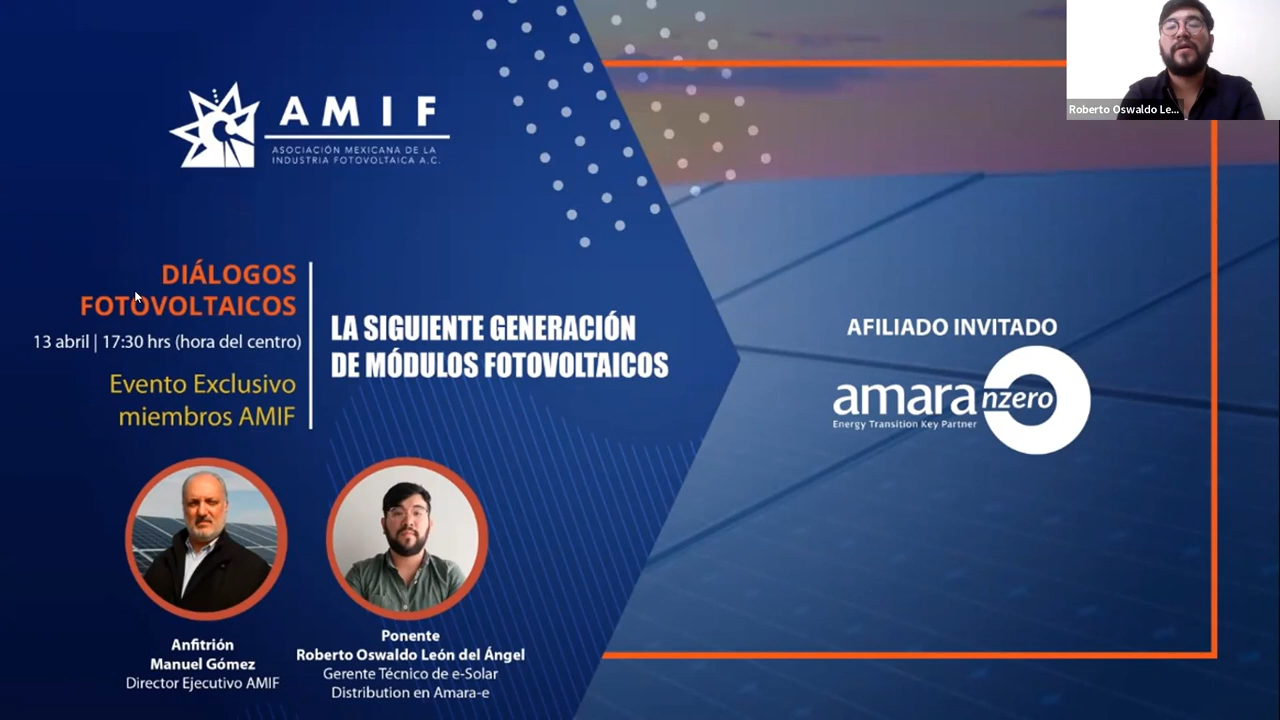 AMIF
ASOCIACIÓN MEXICANA DE LA
INDUSTRIA FOTOVOLTAICA A.C.
Roberto Oswaldo Le...
DIÁLOGOS
FOTOVOLTAICOS
13 abril | 17:30 hrs (hora del centro)
Evento Exclusivo
miembros AMIF
LA SIGUIENTE GENERACIÓN
DE MÓDULOS FOTOVOLTAICOS
AFILIADO INVITADO
amara nzero
Energy Transition Key Partner
Anfitrión
Manuel Gómez
Director Ejecutivo AMIF
Ponente
Roberto Oswaldo León del Ángel
Gerente Técnico de e-Solar
Distribution en Amara-e